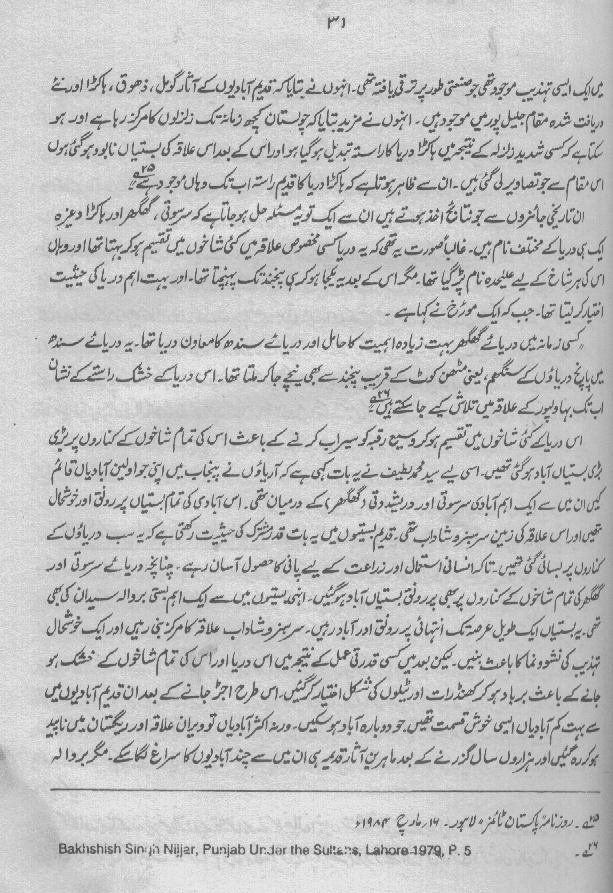 ۳۱
میں ایک ایسی تہذیب موجود تھی جو صنعتی طور پر ترقی یافتہ تھی۔ انہوں نے بتایا کہ قدیم آبادیوں کے آثار گومل، ڈھوق، ہاکڑا اور نئے
دریافت شدہ مقام جلیل پور میں موجود ہیں۔ انہوں نے مزید بتایا کہ چولستان کچھ زمانہ تک زلزلوں کا مرکز رہا ہے اور ہو
سکتا ہے کہ کسی شدید زلزلہ کے نتیجہ میں ہاکڑا دریا کا راستہ تبدیل ہو گیا ہو اور اس کے بعد اس علاقہ کی بستیاں نابود ہو گئی ہوں
اس مقام سے جو تصاویر لی گئی ہیں۔ ان سے ظاہر ہوتا ہے کہ ہاکڑا دریا کا قدیم راستہ اب تک وہاں موجود ہے۲۵؎
ان تاریخی جائزوں سے جو نتائج اخذ ہوتے ہیں ان سے ایک تو یہ مسئلہ حل ہو جاتا ہے کہ سرسوتی، گھگھر اور ہاکڑا وغیرہ
ایک ہی دریا کے مختلف نام ہیں۔ غالباً صورت یہ تھی کہ یہ دریا کسی مخصوص علاقہ میں کئی شاخوں میں تقسیم ہو کر بہتا تھا اور وہاں
اس کی ہر شاخ کے لیے علیحدہ نام پڑ گیا تھا۔ مگر اس کے بعد یہ یکجا ہو کر ہی پنجند تک پہنچتا تھا۔ اور بہت اہم دریا کی حیثیت
اختیار کر لیتا تھا۔ جب کہ ایک مورخ نے کہا ہے۔
"کسی زمانہ میں دریائے گھگھر بہت زیادہ اہمیت کا حامل اور دریائے سندھ کا معاون دریا تھا۔ یہ دریائے سندھ
میں پانچ دریاؤں کے سنگھم، یعنی مٹھن کوٹ کے قریب پنجند سے بھی نیچے جا کر ملتا تھا۔ اس دریا کے خشک راستے کے نشان
اب تک بہاولپور کے علاقہ میں تلاش کیے جا سکتے ہیں"۲۶؎
اس دریا کے کئی شاخوں میں تقسیم ہو کر وسیع رقبہ کو سیراب کرنے کے باعث اس کی تمام شاخوں کے کناروں پر بڑی
بڑی بستیاں آباد ہو گئی تھیں۔ اسی لیے سید محمد لطیف نے یہ بات کہی ہے کہ آریاؤں نے پنجاب میں اپنی جو اولین آبادیاں قائم
کیں ان میں سے ایک اہم آبادی سرسوتی اور دریشدوتی (گھگھر) کے درمیان تھی۔ اس آبادی کی تمام بستیاں پر رونق اور خوشحال
تھیں اور اس علاقہ کی زمین سرسبز و شاداب تھی۔ قدیم بستیوں میں یہ بات قدر مشترک کی حیثیت رکھتی ہے کہ یہ سب دریاؤں کے
کناروں پر بسائی گئی تھیں۔ تاکہ انسانی استعمال اور زراعت کے لیے پانی کا حصول آسان رہے۔ چنانچہ دریائے سرسوتی اور
گھگھر کی تمام شاخوں کے کناروں پر بھی پر رونق بستیاں آباد ہو گئیں۔ انہی بستیوں میں سے ایک اہم بستی بروالہ سیدان کی بھی
تھی۔ یہ بستیاں ایک طویل عرصہ تک انتہائی پر رونق اور آباد رہیں۔ سرسبز و شاداب علاقہ کا مرکز بنی رہیں اور ایک خوشحال
تہذیب کی نشوونما کا باعث بنیں۔ لیکن بعد میں کسی قدرتی عمل کے نتیجہ میں اس دریا اور اس کی تمام شاخوں کے خشک ہو
جانے کے باعث برباد ہو کر کھنڈرات اور ٹیلوں کی شکل اختیار کر گئیں۔ اس طرح اجڑ جانے کے بعد ان قدیم آبادیوں میں
سے بہت کم آبادیاں ایسی خوش قسمت تھیں، جو دوبارہ آباد ہو سکیں۔ ورنہ اکثر آبادیاں تو ویران علاقہ اور ریگستان میں ناپید
ہو کر رہ گئیں اور ہزاروں سال گزرنے کے بعد ماہرین آثار قدیمہ ہی ان میں سے چند آبادیوں کا سراغ لگا سکے۔ مگر بروالہ
۲۵؎۔ روزنامہ پاکستان ٹائمز، لاہور۔ ۱۶؍مارچ ۱۹۸۴ء
۲۶؎۔ Bakhshish Singh Nijjar, Punjab Under the Sultans, Lahore 1979, P. 5